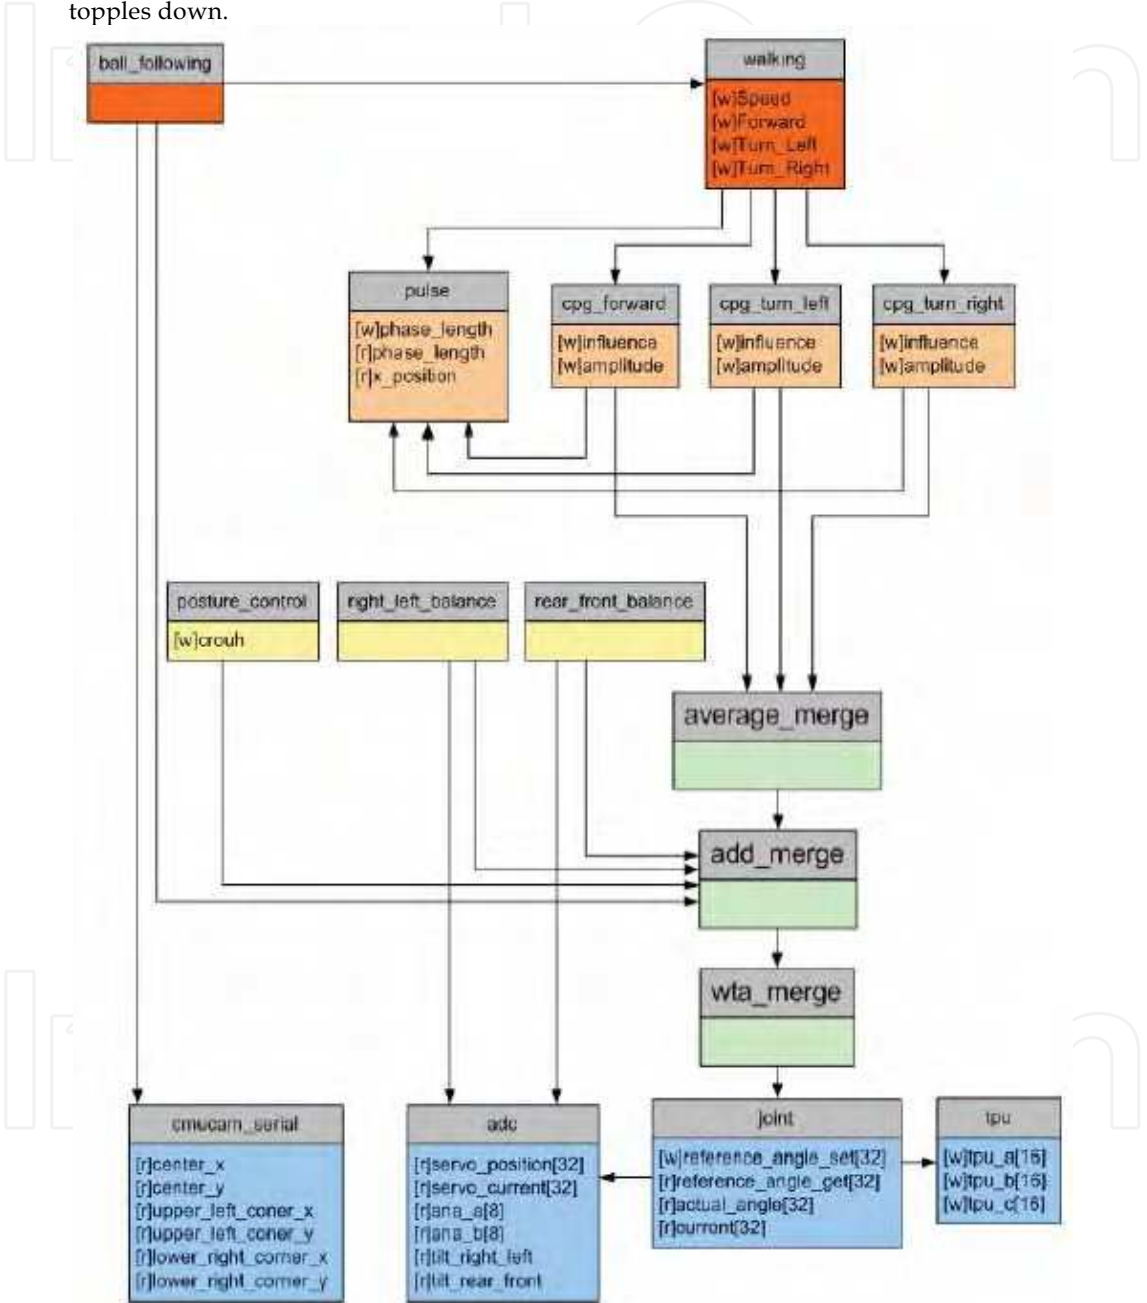 topples down.
ball_following
walking
[w]Speed
[w]Forward
[w]Turn_Left
[w]Turn_Right
pulse
[w]phase_length
[r]phase_length
[r]x_position
cpg_forward
[w]influence
[w]amplitude
cpg_turn_left
[w]influence
[w]amplitude
cpg_turn_right
[w]influence
[w]amplitude
posture_control
[w]crouh
right_left_balance
rear_front_balance
average_merge
add_merge
wta_merge
cmucam_serial
[r]center_x
[r]center_y
[r]upper_left_coner_x
[r]upper_left_coner_y
[r]lower_right_corner_x
[r]lower_right_corner_y
adc
[r]servo_position[32]
[r]servo_current[32]
[r]ana_a[8]
[r]ana_b[8]
[r]tilt_right_left
[r]tilt_rear_front
joint
[w]reference_angle_set[32]
[r]reference_angle_get[32]
[r]actual_angle[32]
[r]current[32]
tpu
[w]tpu_a[16]
[w]tpu_b[16]
[w]tpu_c[16]